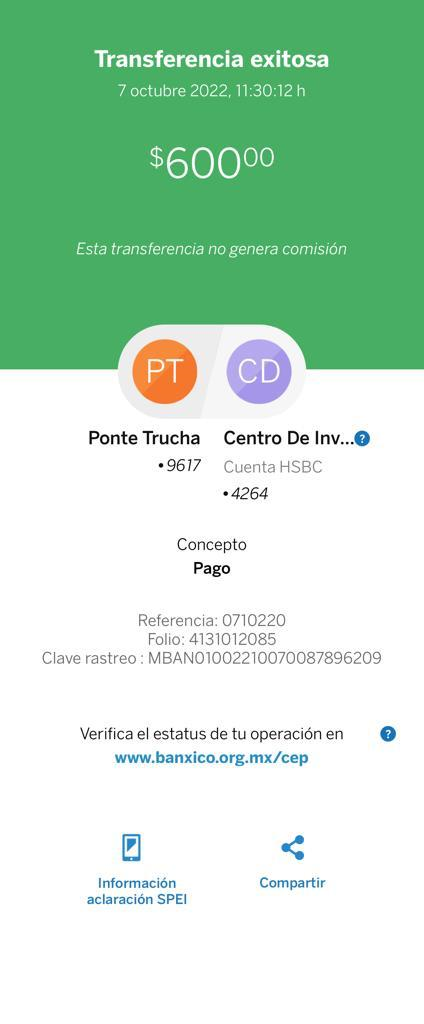 Transferencia exitosa
7 octubre 2022, 11:30:12 h
$600⁰⁰
Esta transferencia no genera comisión
PT CD
Ponte Trucha Centro De Inv...?
•9617 Cuenta HSBC
•4264
Concepto
Pago
Referencia: 0710220
Folio: 4131012085
Clave rastreo : MBAN01002210070087896209
Verifica el estatus de tu operación en ?
www.banxico.org.mx/cep
Información Compartir
aclaración SPEI